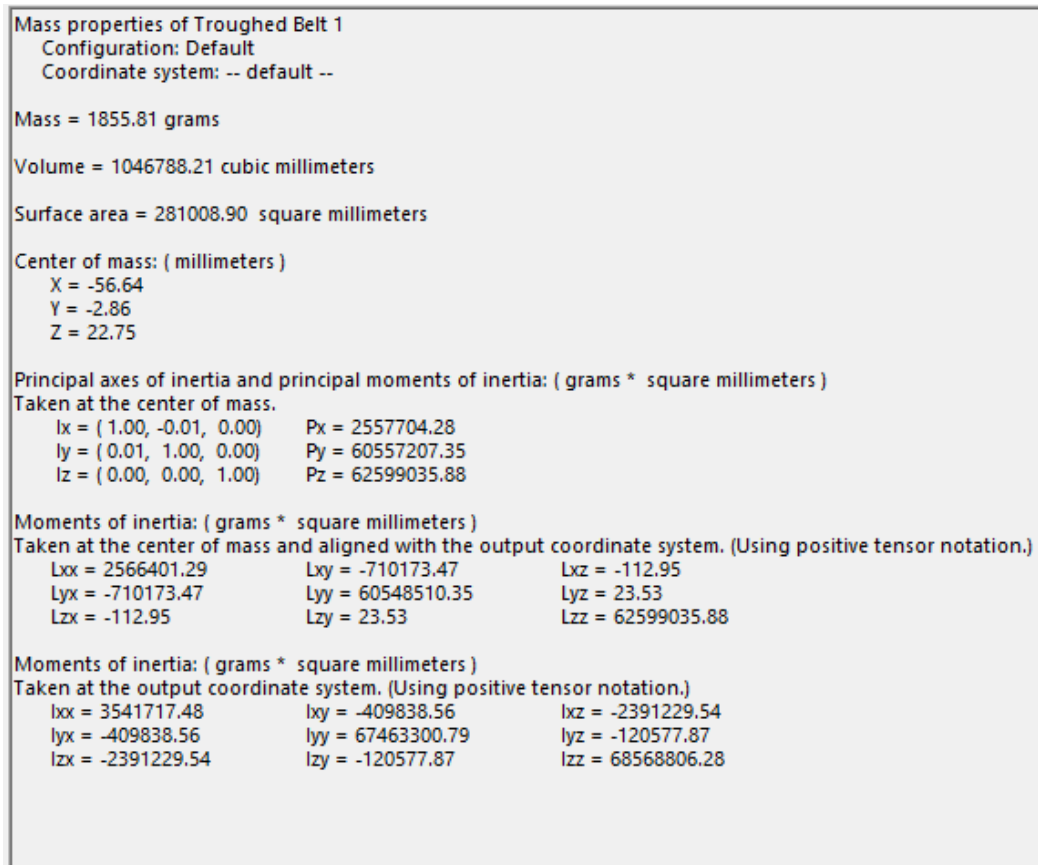 Mass properties of Troughed Belt 1
Configuration: Default
Coordinate system: -- default --
Mass = 1855.81 grams
Volume = 1046788.21 cubic millimeters
Surface area = 281008.90  square millimeters
Center of mass: ( millimeters )
X = -56.64
Y = -2.86
Z = 22.75
Principal axes of inertia and principal moments of inertia: ( grams *  square millimeters )
Taken at the center of mass.
Ix = ( 1.00, -0.01,  0.00) Px = 2557704.28
Iy = ( 0.01,  1.00,  0.00) Py = 60557207.35
Iz = ( 0.00,  0.00,  1.00) Pz = 62599035.88
Moments of inertia: ( grams *  square millimeters )
Taken at the center of mass and aligned with the output coordinate system. (Using positive tensor notation.)
Lxx = 2566401.29 Lxy = -710173.47 Lxz = -112.95
Lyx = -710173.47 Lyy = 60548510.35 Lyz = 23.53
Lzx = -112.95 Lzy = 23.53 Lzz = 62599035.88
Moments of inertia: ( grams *  square millimeters )
Taken at the output coordinate system. (Using positive tensor notation.)
Ixx = 3541717.48 Ixy = -409838.56 Ixz = -2391229.54
Iyx = -409838.56 Iyy = 67463300.79 Iyz = -120577.87
Izx = -2391229.54 Izy = -120577.87 Izz = 68568806.28